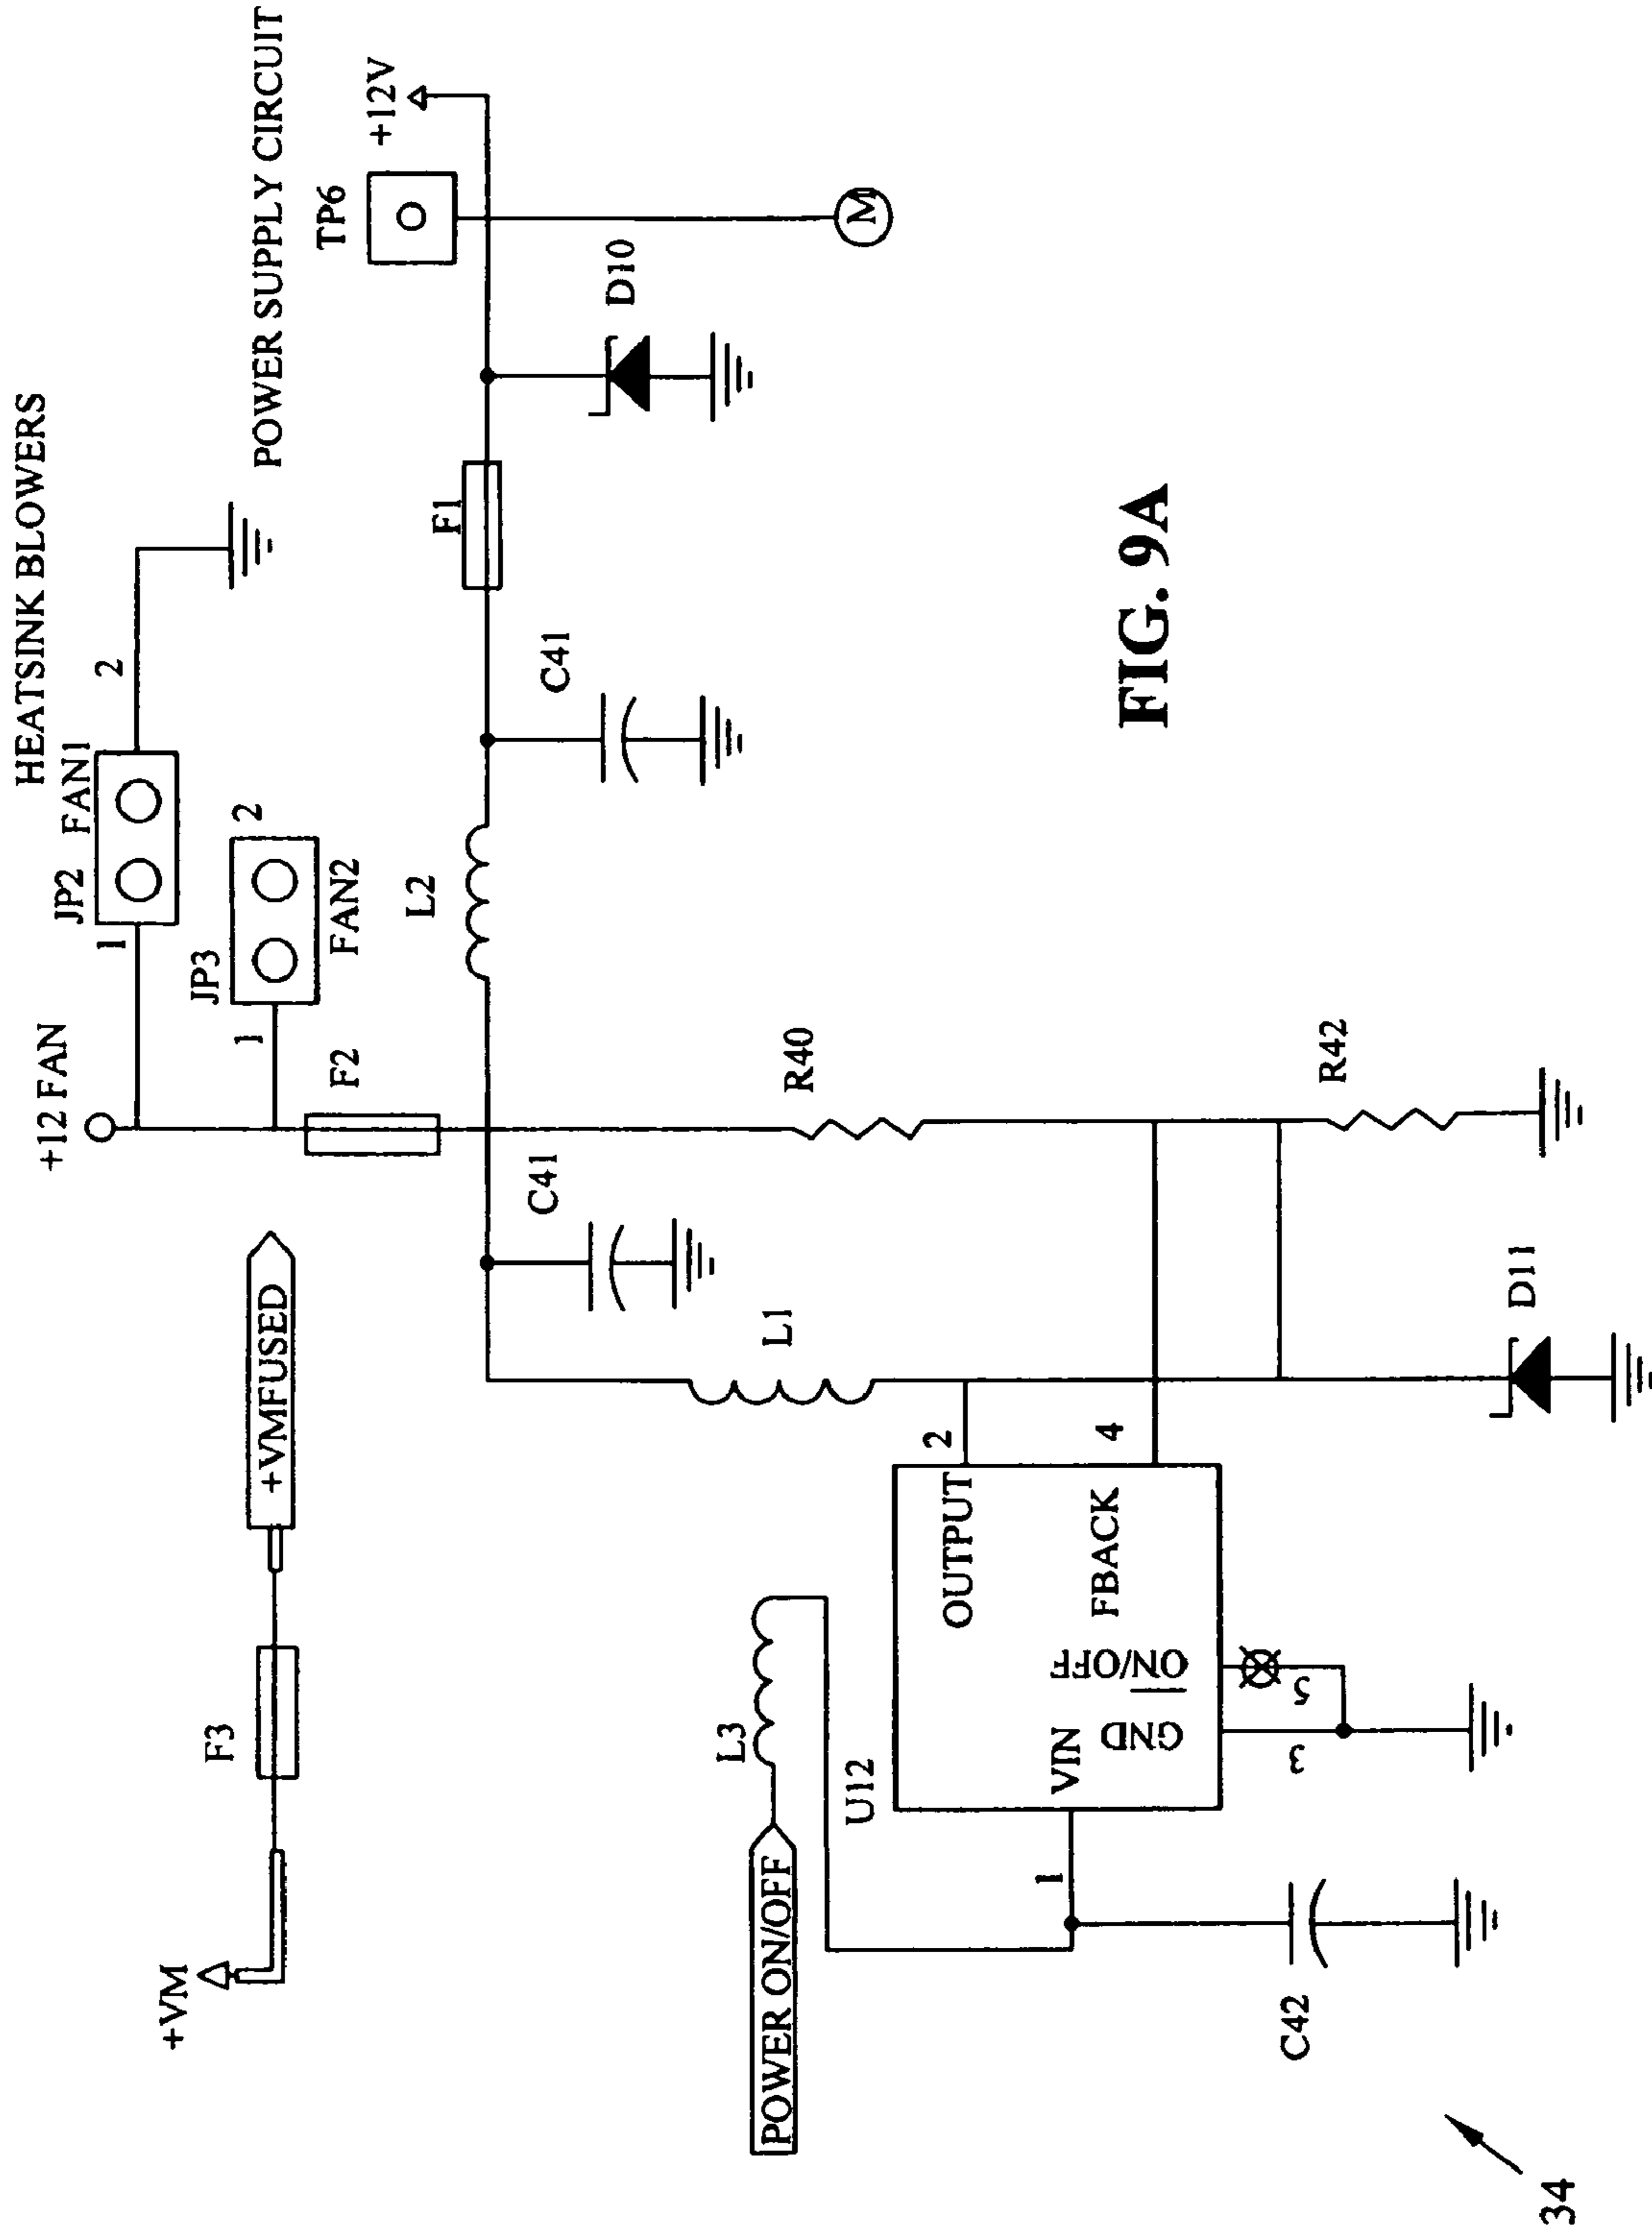 HEATSINK BLOWERS
POWER SUPPLY CIRCUIT
+12 FAN
JP2
FAN1
1
2
JP3
1
2
FAN2
+VM
F3
+VMFUSED
F2
TP6
+12V
L2
F1
C41
C41
D10
M
L1
R40
POWER ON/OFF
L3
U12
OUTPUT
2
FBACK
4
VIN
1
GND
3
ON/OFF
5
C42
R42
D11
34
FIG. 9A